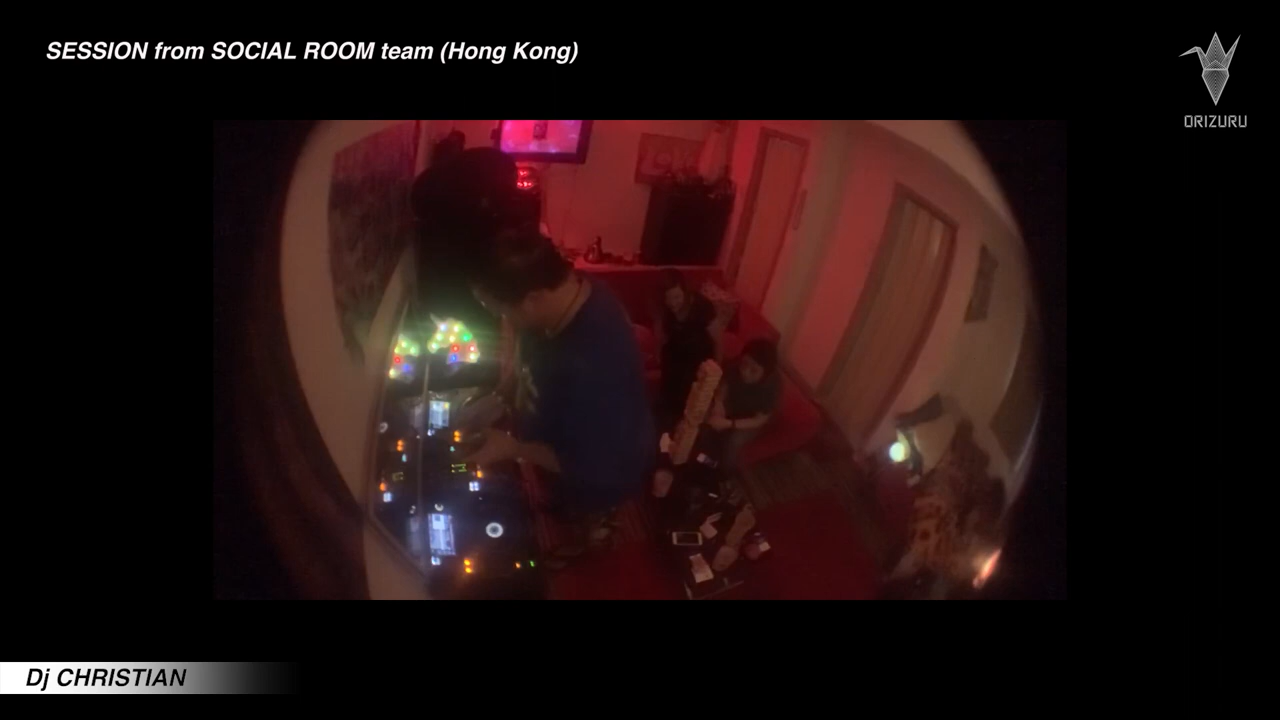 SESSION from SOCIAL ROOM team (Hong Kong)
ORIZURU
Dj CHRISTIAN